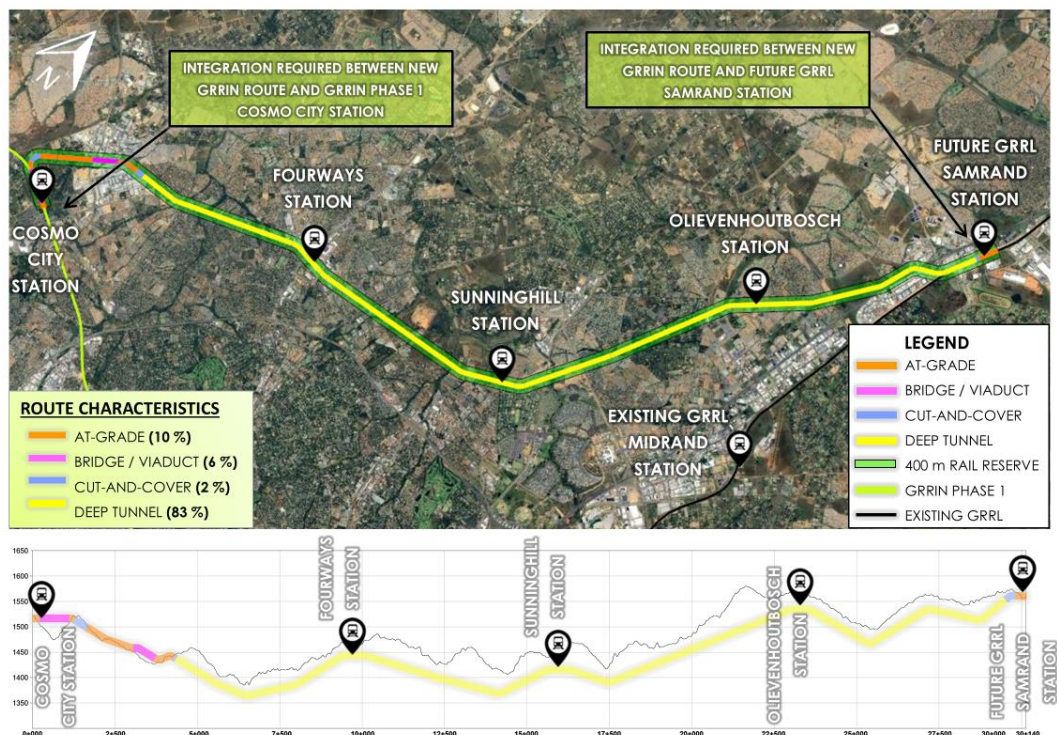 N
INTEGRATION REQUIRED BETWEEN NEW
GRRIN ROUTE AND GRRIN PHASE 1
COSMO CITY STATION
INTEGRATION REQUIRED BETWEEN NEW
GRRIN ROUTE AND FUTURE GRRL
SAMRAND STATION
FUTURE GRRL
SAMRAND
STATION
FOURWAYS
STATION
OLIEVENHOUTBOSCH
STATION
COSMO
CITY
STATION
SUNNINGHILL
STATION
EXISTING GRRL
MIDRAND
STATION
ROUTE CHARACTERISTICS
AT-GRADE (10 %)
BRIDGE / VIADUCT (6 %)
CUT-AND-COVER (2 %)
DEEP TUNNEL (83 %)
LEGEND
AT-GRADE
BRIDGE / VIADUCT
CUT-AND-COVER
DEEP TUNNEL
400 m RAIL RESERVE
GRRIN PHASE 1
EXISTING GRRL
1650
1600
1550
1500
1450
1400
1350
1300
COSMO
CITY STATION
FOURWAYS
STATION
SUNNINGHILL
STATION
OLIEVENHOUTBOSCH
STATION
FUTURE GRRL
SAMRAND
STATION
0+000
2+500
5+000
7+500
10+000
12+500
15+000
17+500
20+000
22+500
25+000
27+500
30+000
30+140